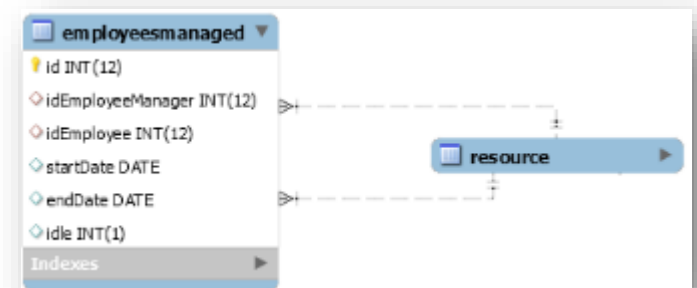 employeesmanaged
id INT(12)
idEmployeeManager INT(12)
idEmployee INT(12)
startDate DATE
endDate DATE
idle INT(1)
Indexes
resource